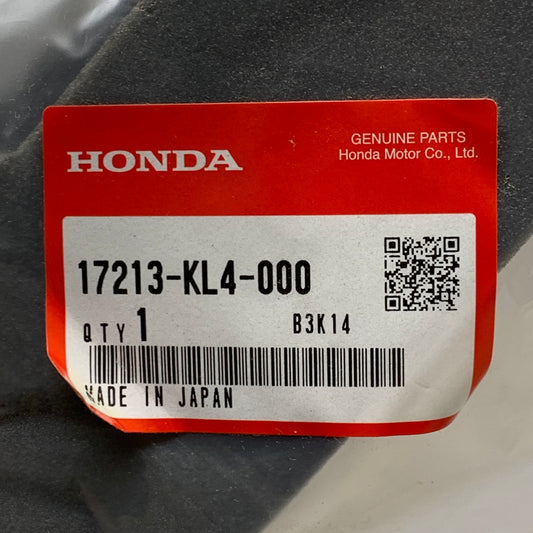 HONDA
GENUINE PARTS
Honda Motor Co., Ltd.
17213-KL4-000
QTY 1 B3K14
MADE IN JAPAN